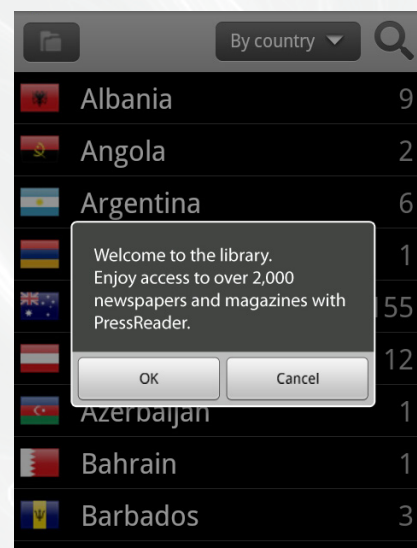 By country
Albania 9
Angola 2
Argentina 6
1
Welcome to the library.
Enjoy access to over 2,000
newspapers and magazines with
PressReader.
155
12
OK Cancel
Azerbaijan 1
Bahrain 1
Barbados 3